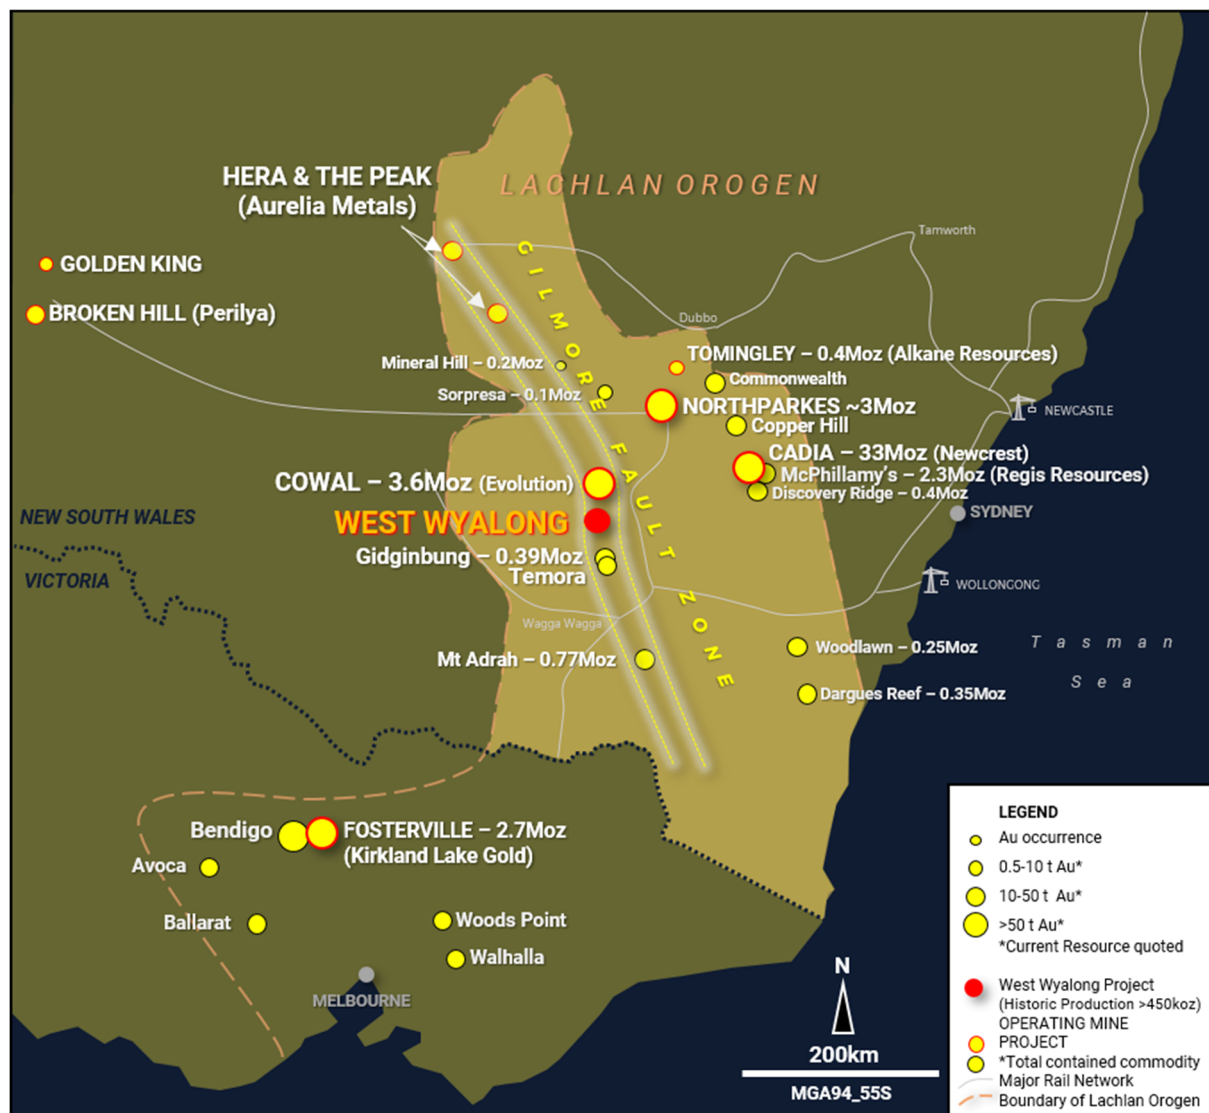 HERA & THE PEAK
(Aurelia Metals)
LACHLAN OROGEN
GILMORE FAULT ZONE
Tamworth
GOLDEN KING
BROKEN HILL (Perilya)
Dubbo
Mineral Hill – 0.2Moz
TOMINGLEY – 0.4Moz (Alkane Resources)
Commonwealth
Sorpresa – 0.1Moz
NORTHPARKES ~3Moz
NEWCASTLE
Copper Hill
CADIA – 33Moz (Newcrest)
McPhillamy's – 2.3Moz (Regis Resources)
Discovery Ridge – 0.4Moz
COWAL – 3.6Moz (Evolution)
SYDNEY
NEW SOUTH WALES
WEST WYALONG
Gidginbung – 0.39Moz
Temora
VICTORIA
WOLLONGONG
Wagga Wagga
Tasman
Sea
Woodlawn – 0.25Moz
Mt Adrah – 0.77Moz
Dargues Reef – 0.35Moz
Bendigo
FOSTERVILLE – 2.7Moz
(Kirkland Lake Gold)
Avoca
Ballarat
Woods Point
Walhalla
MELBOURNE
N
200km
MGA94_55S
LEGEND
Au occurrence
0.5-10 t Au*
10-50 t Au*
>50 t Au*
*Current Resource quoted
West Wyalong Project
(Historic Production >450koz)
OPERATING MINE
PROJECT
*Total contained commodity
Major Rail Network
Boundary of Lachlan Orogen